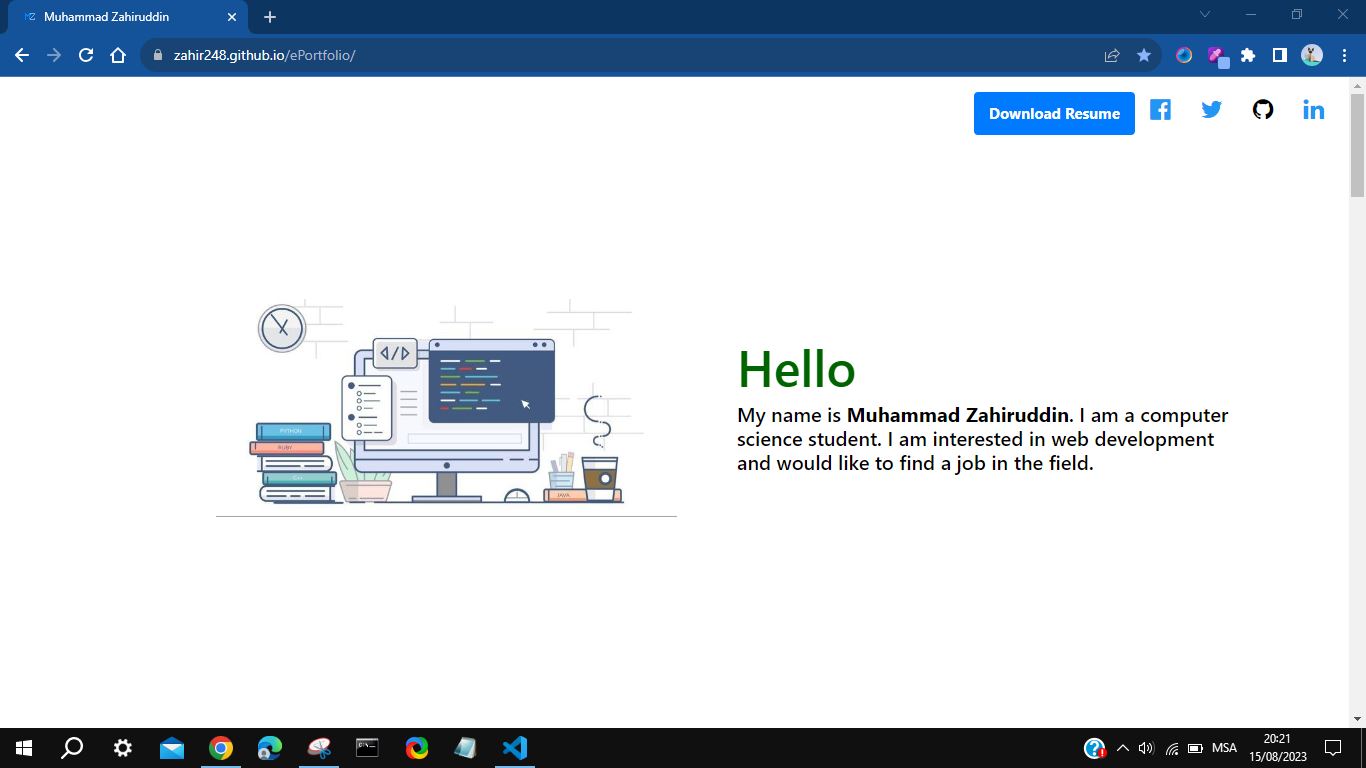 Muhammad Zahiruddin
zahir248.github.io/ePortfolio/
Download Resume
</>
PYTHON
RUBY
C++
JAVA
Hello
My name is Muhammad Zahiruddin. I am a computer
science student. I am interested in web development
and would like to find a job in the field.
MSA
20:21
15/08/2023